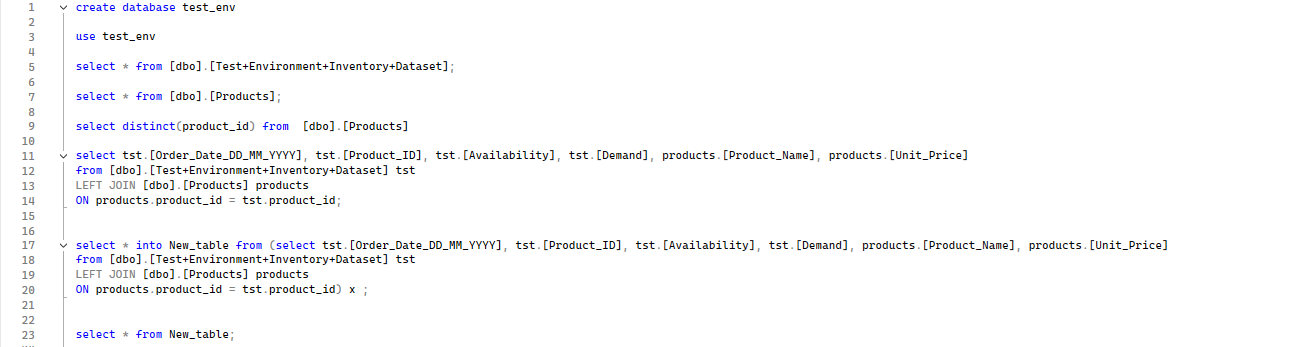 1 create database test_env
2
3 use test_env
4
5 select * from [dbo].[Test+Environment+Inventory+Dataset];
6
7 select * from [dbo].[Products];
8
9 select distinct(product_id) from  [dbo].[Products]
10
11 select tst.[Order_Date_DD_MM_YYYY], tst.[Product_ID], tst.[Availability], tst.[Demand], products.[Product_Name], products.[Unit_Price]
12 from [dbo].[Test+Environment+Inventory+Dataset] tst
13 LEFT JOIN [dbo].[Products] products
14 ON products.product_id = tst.product_id;
15
16
17 select * into New_table from (select tst.[Order_Date_DD_MM_YYYY], tst.[Product_ID], tst.[Availability], tst.[Demand], products.[Product_Name], products.[Unit_Price]
18 from [dbo].[Test+Environment+Inventory+Dataset] tst
19 LEFT JOIN [dbo].[Products] products
20 ON products.product_id = tst.product_id) x ;
21
22
23 select * from New_table;